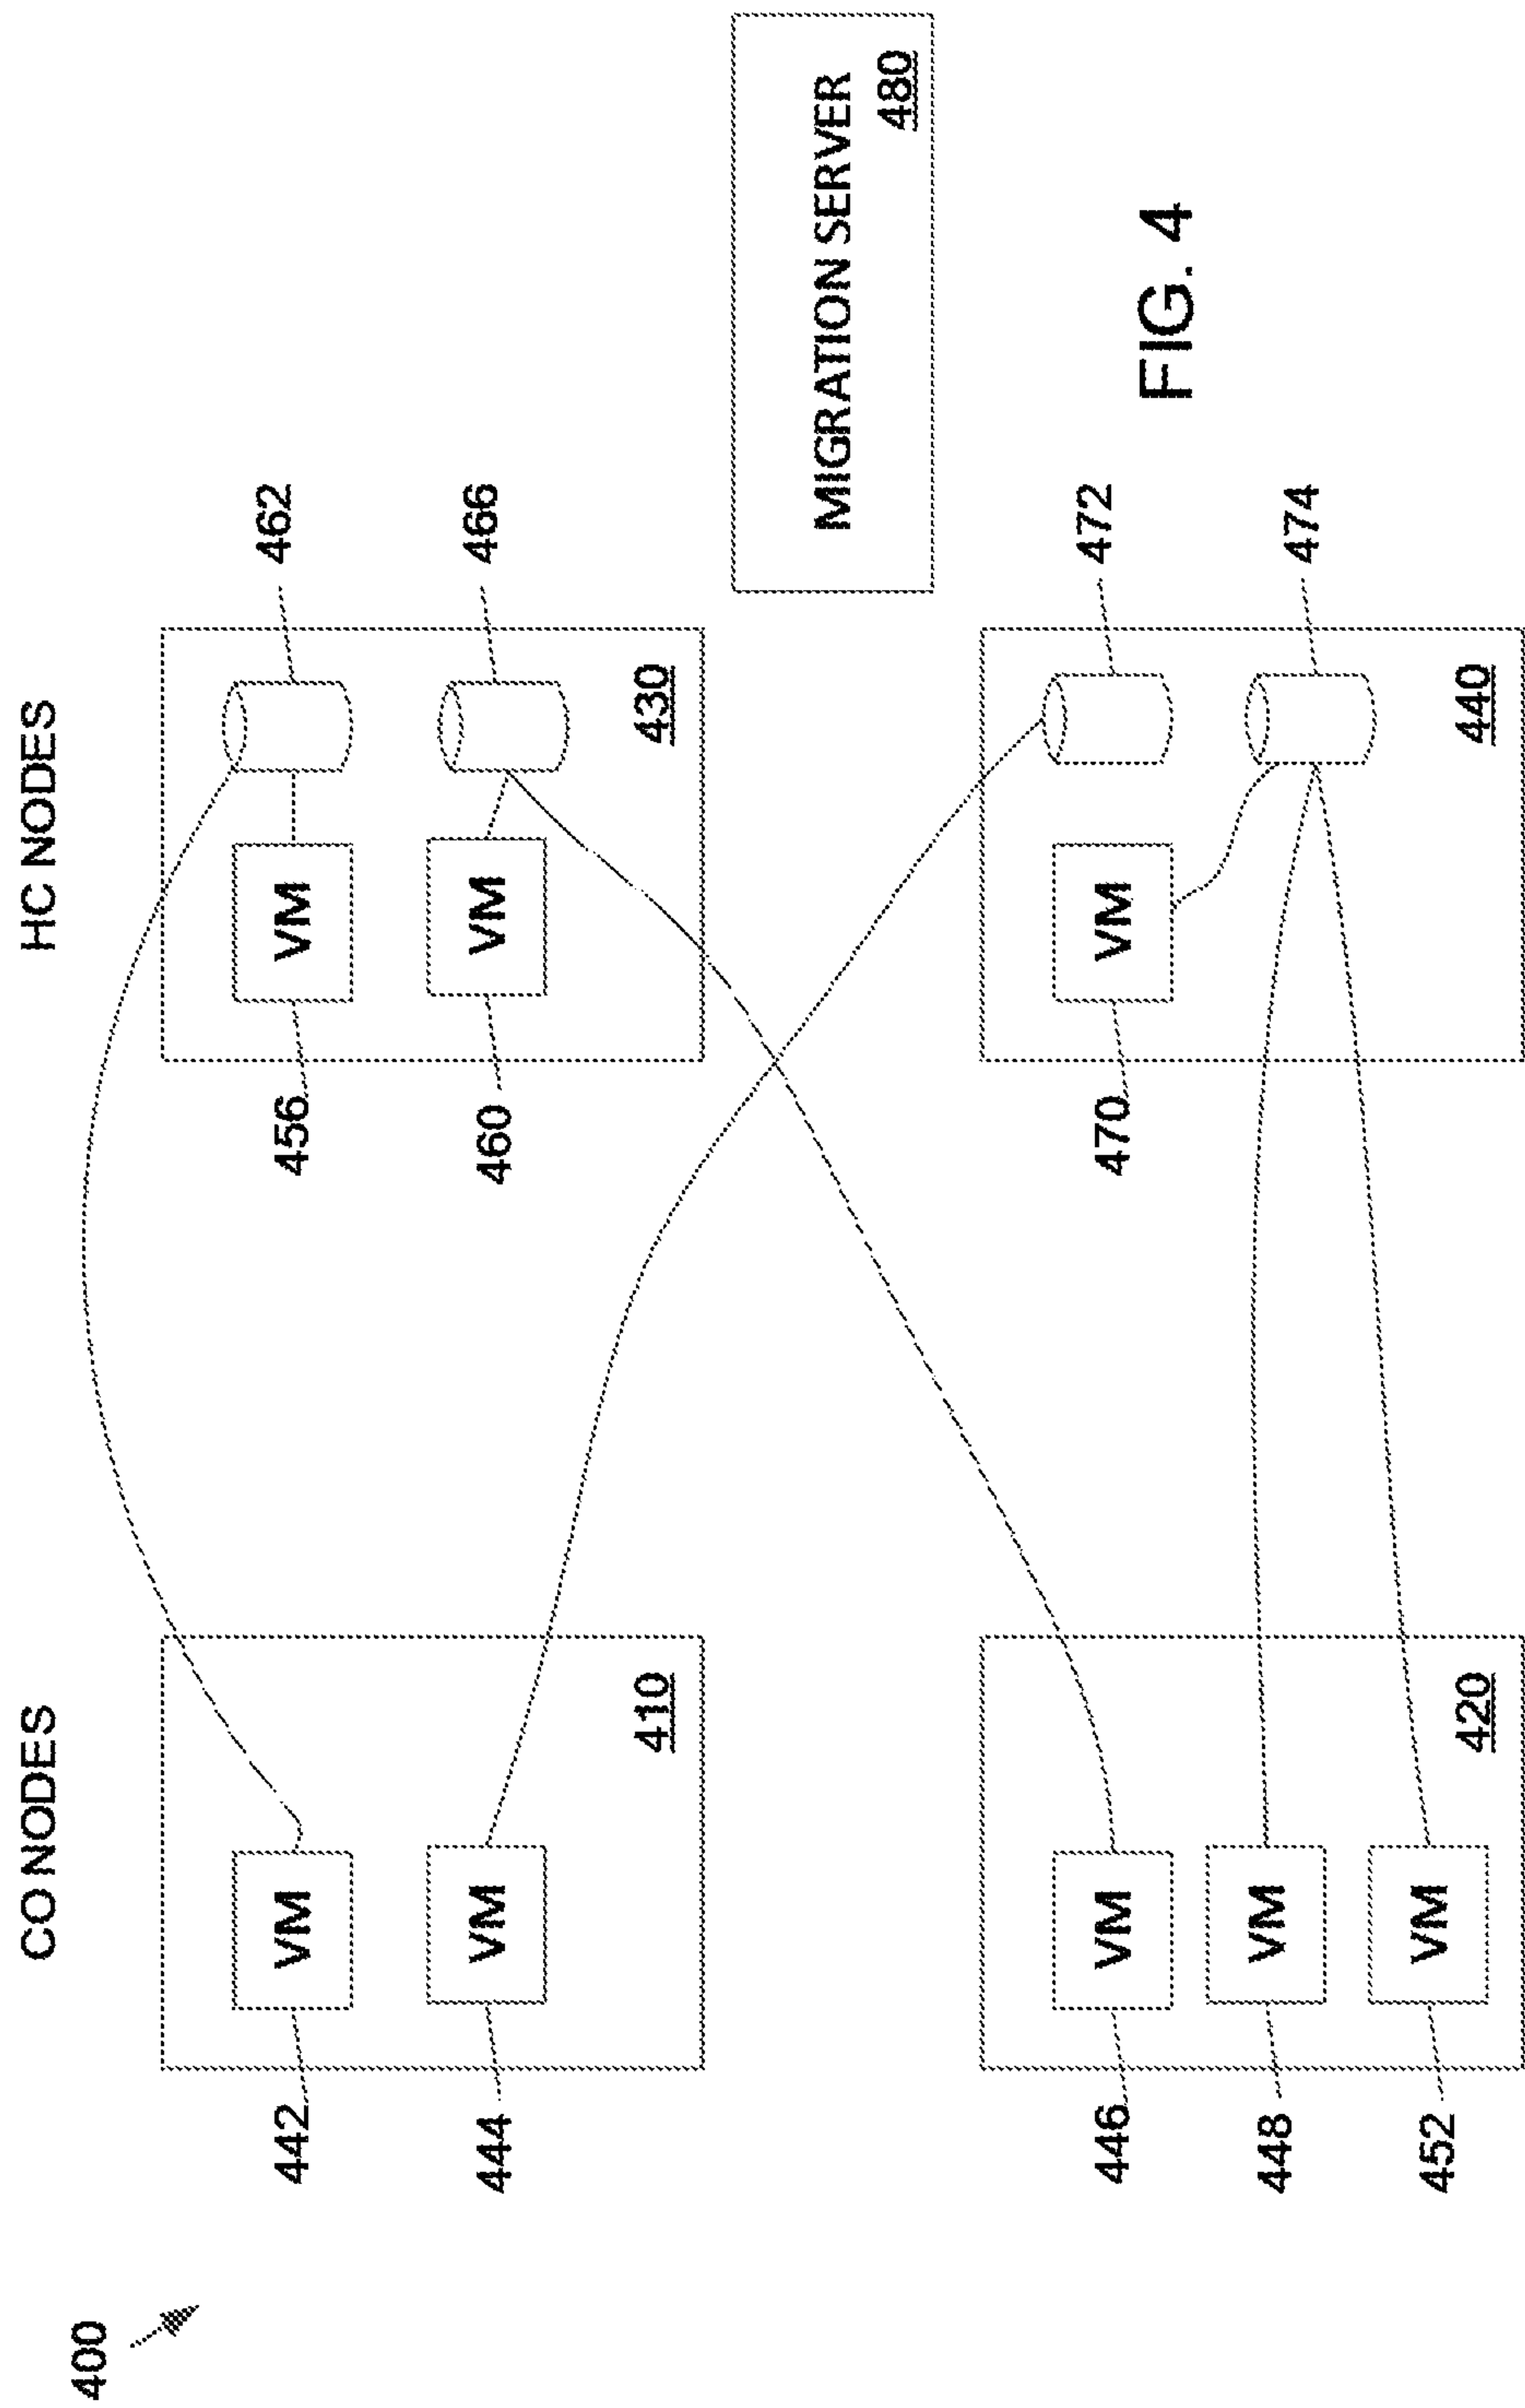 400
CO NODES
HC NODES
442
VM
444
VM
410
456
VM
462
460
VM
466
430
MIGRATION SERVER
480
446
VM
448
VM
452
VM
420
470
VM
472
474
440
FIG. 4